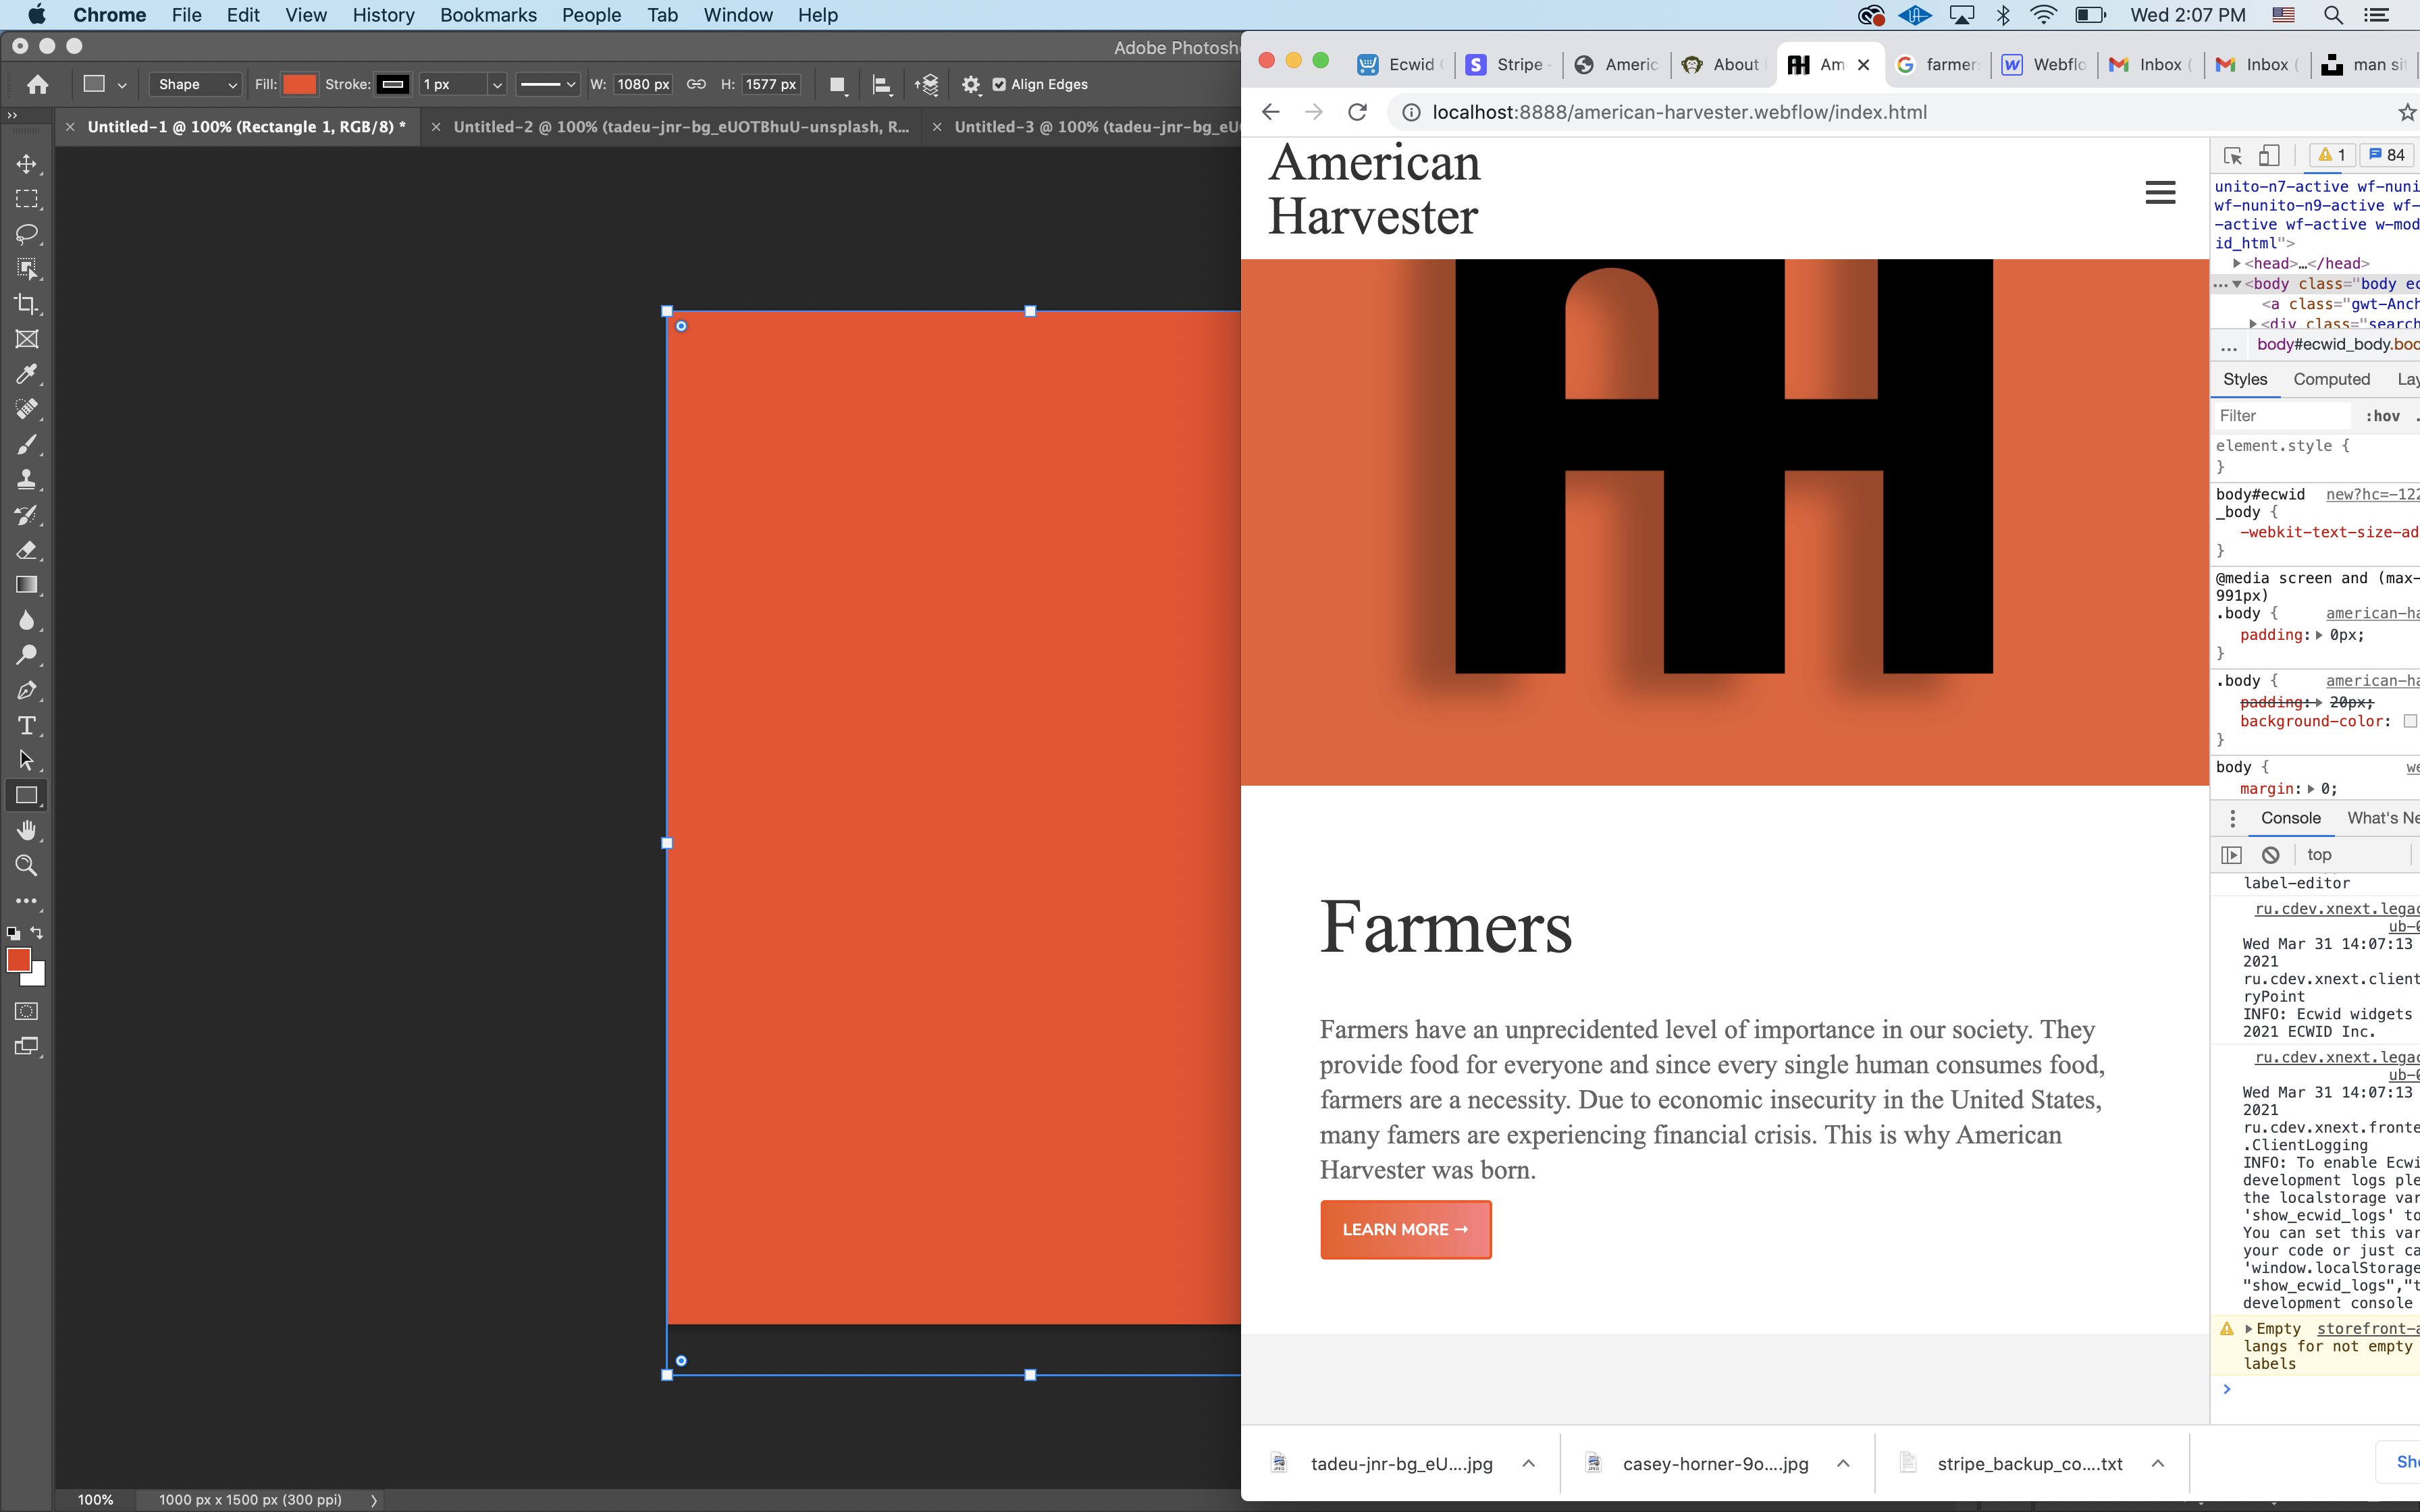 Chrome File Edit View History Bookmarks People Tab Window Help
Wed 2:07 PM
Adobe Photosh
Shape Fill: Stroke: 1 px W: 1080 px H: 1577 px Align Edges
Untitled-1 @ 100% (Rectangle 1, RGB/8) *
Untitled-2 @ 100% (tadeu-jnr-bg_eUOTBhuU-unsplash, R...
Untitled-3 @ 100% (tadeu-jnr-bg_eU
100% 1000 px x 1500 px (300 ppi)
Ecwid Stripe - Americ About Am farmer Webflo Inbox ( Inbox ( man si
localhost:8888/american-harvester.webflow/index.html
American
Harvester
Farmers
Farmers have an unprecidented level of importance in our society. They
provide food for everyone and since every single human consumes food,
farmers are a necessity. Due to economic insecurity in the United States,
many famers are experiencing financial crisis. This is why American
Harvester was born.
LEARN MORE →
1 84
unito-n7-active wf-nuni
wf-nunito-n9-active wf-
-active wf-active w-mod
id_html">
<head>…</head>
<body class="body ec
<a class="gwt-Anch
<div class="search
... body#ecwid_body.bod
Styles Computed Lay
Filter :hov .
element.style {
}
body#ecwid new?hc=-122
_body {
-webkit-text-size-ad
}
@media screen and (max-
991px)
.body { american-ha
padding: 0px;
}
.body { american-ha
padding: 20px;
background-color:
}
body { we
margin: 0;
Console What's Ne
top
label-editor
ru.cdev.xnext.legac
ub-0
Wed Mar 31 14:07:13
2021
ru.cdev.xnext.client
ryPoint
INFO: Ecwid widgets
2021 ECWID Inc.
ru.cdev.xnext.legac
ub-0
Wed Mar 31 14:07:13
2021
ru.cdev.xnext.fronte
.ClientLogging
INFO: To enable Ecwi
development logs ple
the localstorage var
'show_ecwid_logs' to
You can set this var
your code or just ca
'window.localStorage
"show_ecwid_logs","t
development console
Empty storefront-a
langs for not empty
labels
tadeu-jnr-bg_eU....jpg casey-horner-9o....jpg stripe_backup_co....txt Sho